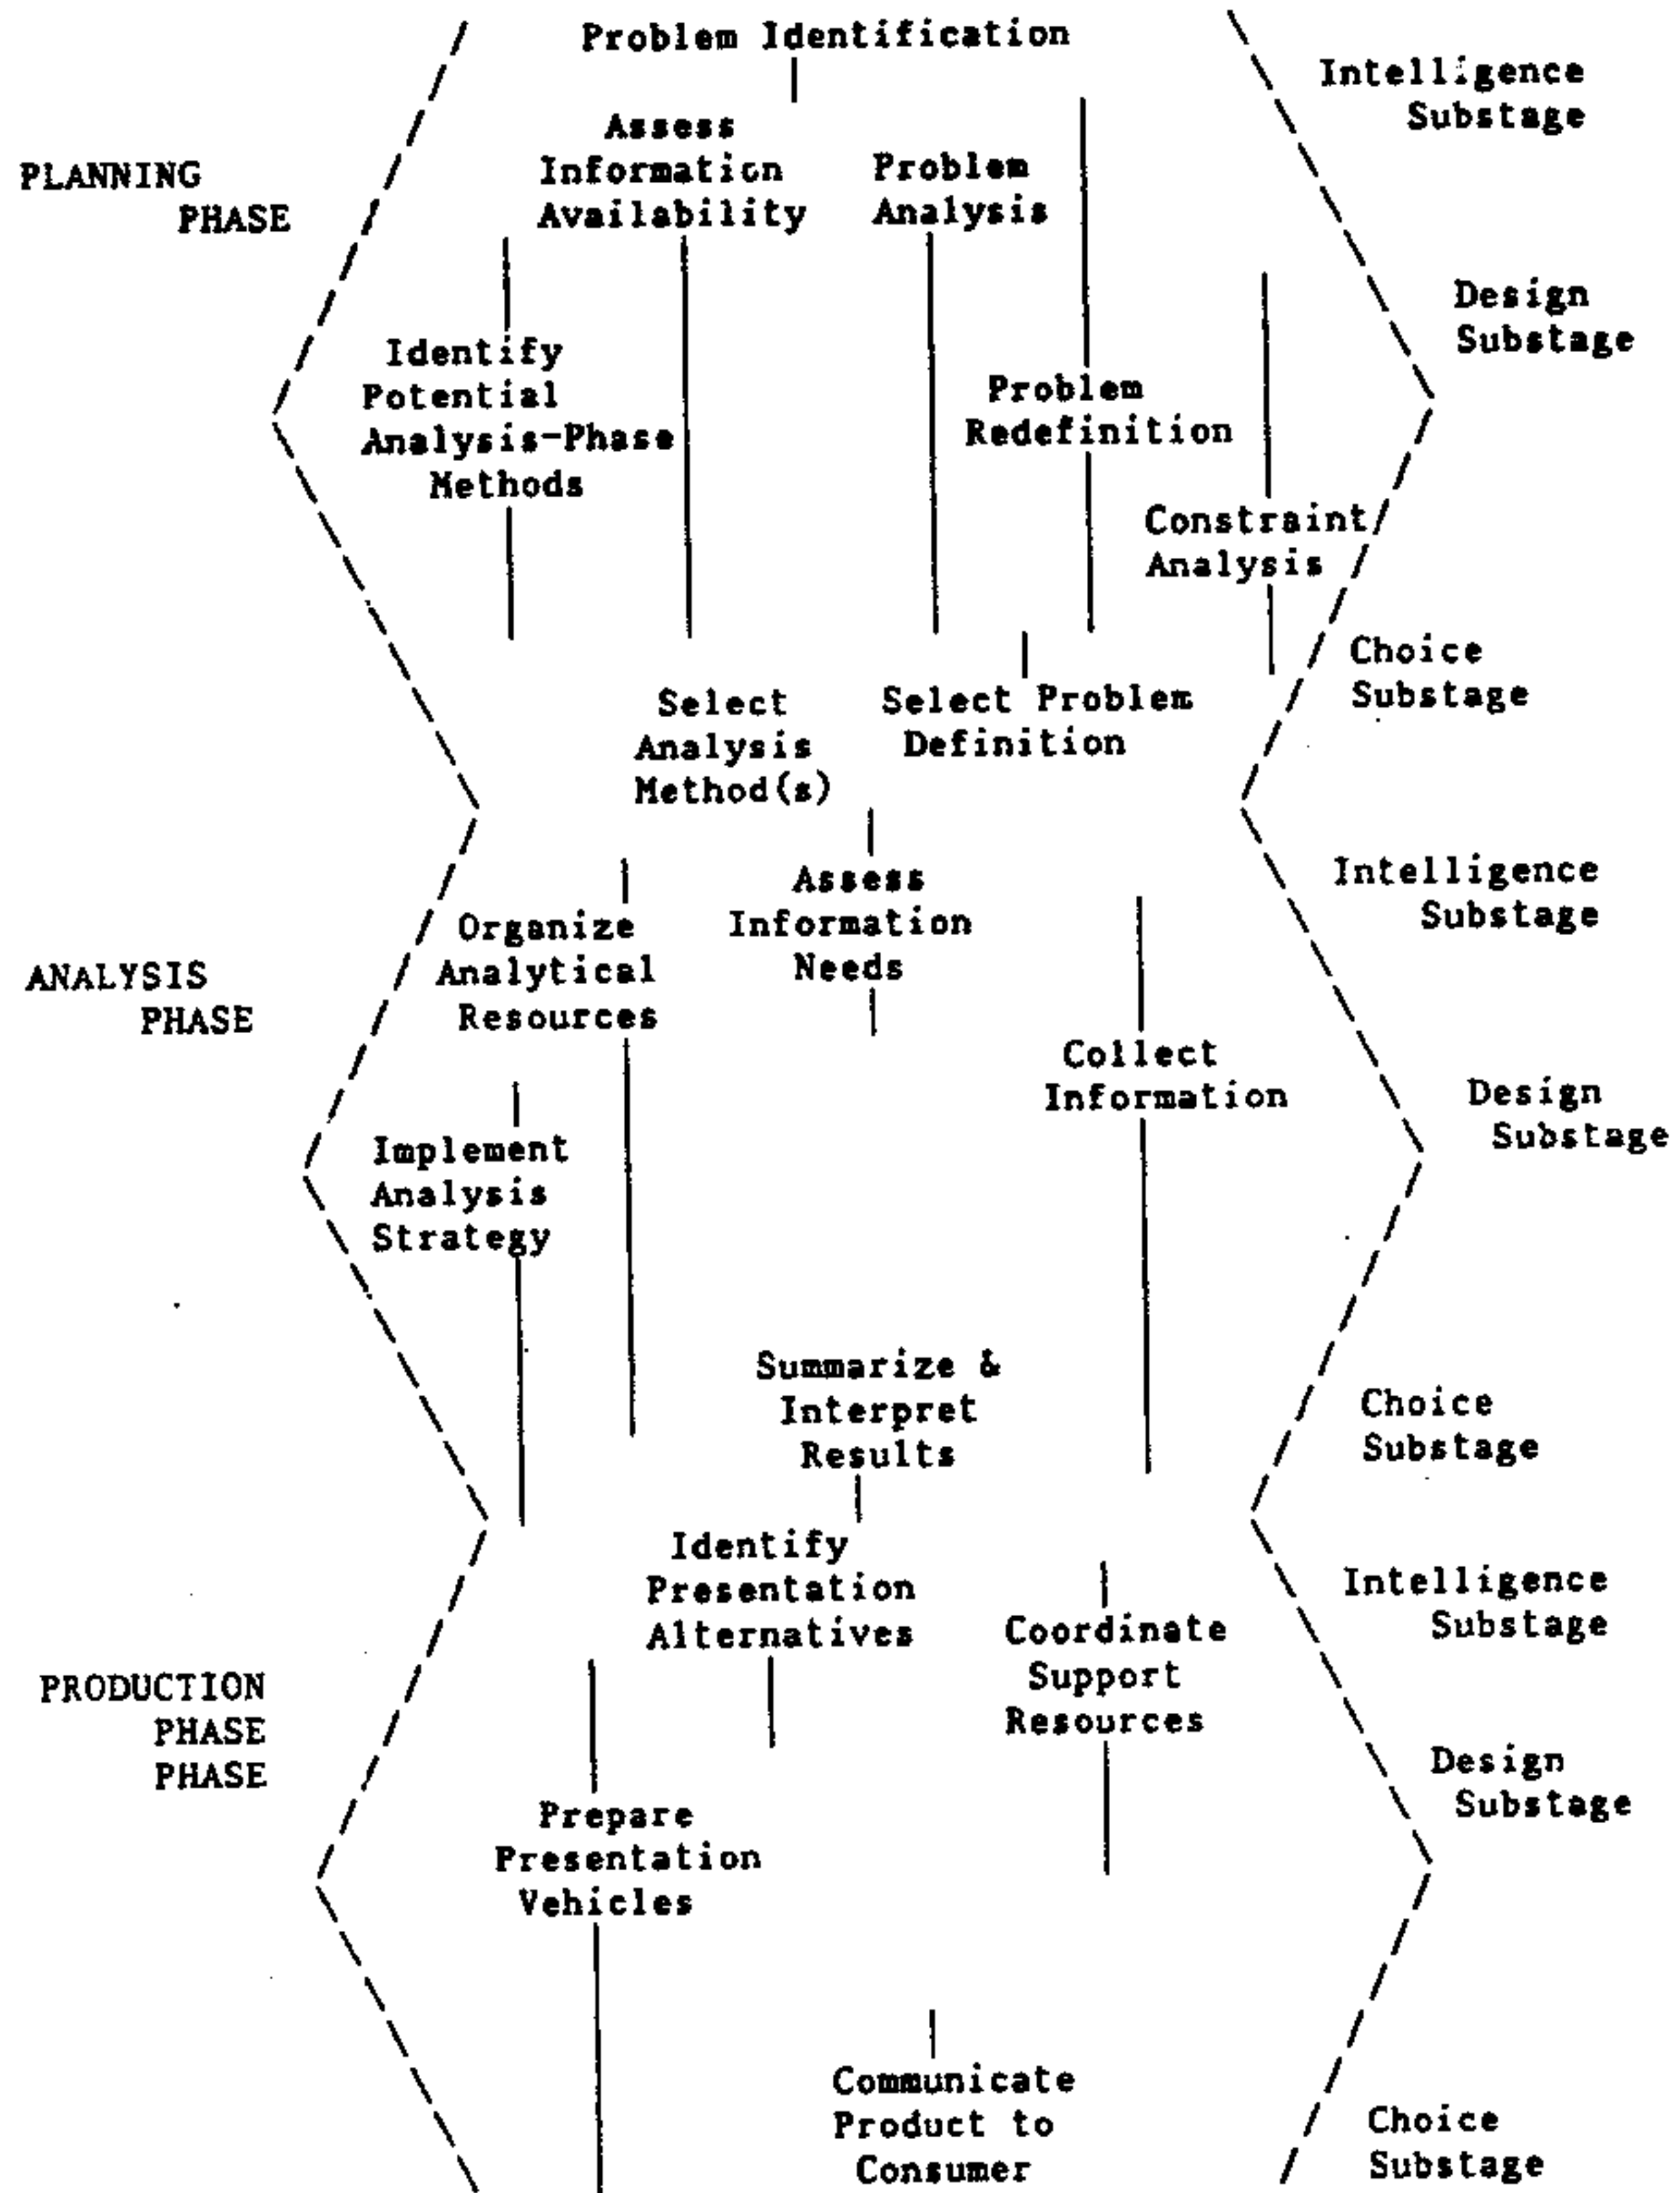 Problem Identification
Intelligence
Substage
PLANNING
PHASE
Assess
Information
Availability
Problem
Analysis
Design
Substage
Identify
Potential
Analysis-Phase
Methods
Problem
Redefinition
Constraint
Analysis
Choice
Substage
Select
Analysis
Method(s)
Select Problem
Definition
Intelligence
Substage
ANALYSIS
PHASE
Organize
Analytical
Resources
Assess
Information
Needs
Collect
Information
Design
Substage
Implement
Analysis
Strategy
Summarize &
Interpret
Results
Choice
Substage
Identify
Presentation
Alternatives
Intelligence
Substage
Coordinate
Support
Resources
PRODUCTION
PHASE
PHASE
Design
Substage
Prepare
Presentation
Vehicles
Communicate
Product to
Consumer
Choice
Substage